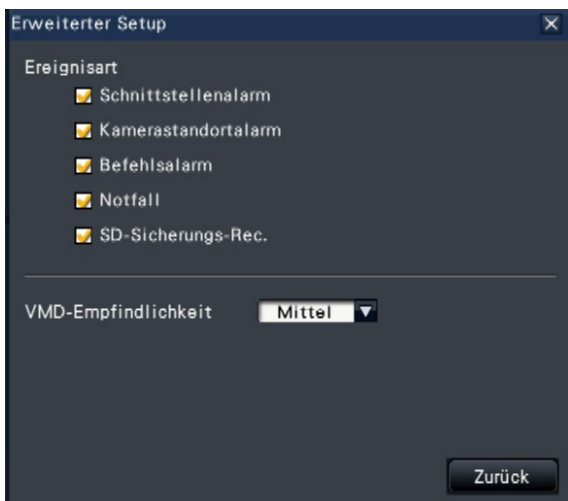 Erweiterter Setup
Ereignisart
Schnittstellenalarm
Kamerastandortalarm
Befehlsalarm
Notfall
SD-Sicherungs-Rec.
VMD-Empfindlichkeit Mittel
Zurück